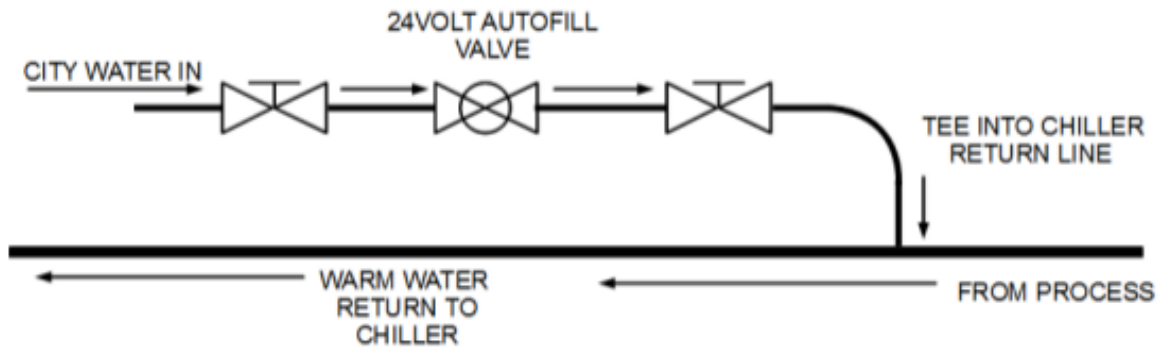 24VOLT AUTOFILL
VALVE
CITY WATER IN
TEE INTO CHILLER
RETURN LINE
WARM WATER
RETURN TO
CHILLER
FROM PROCESS